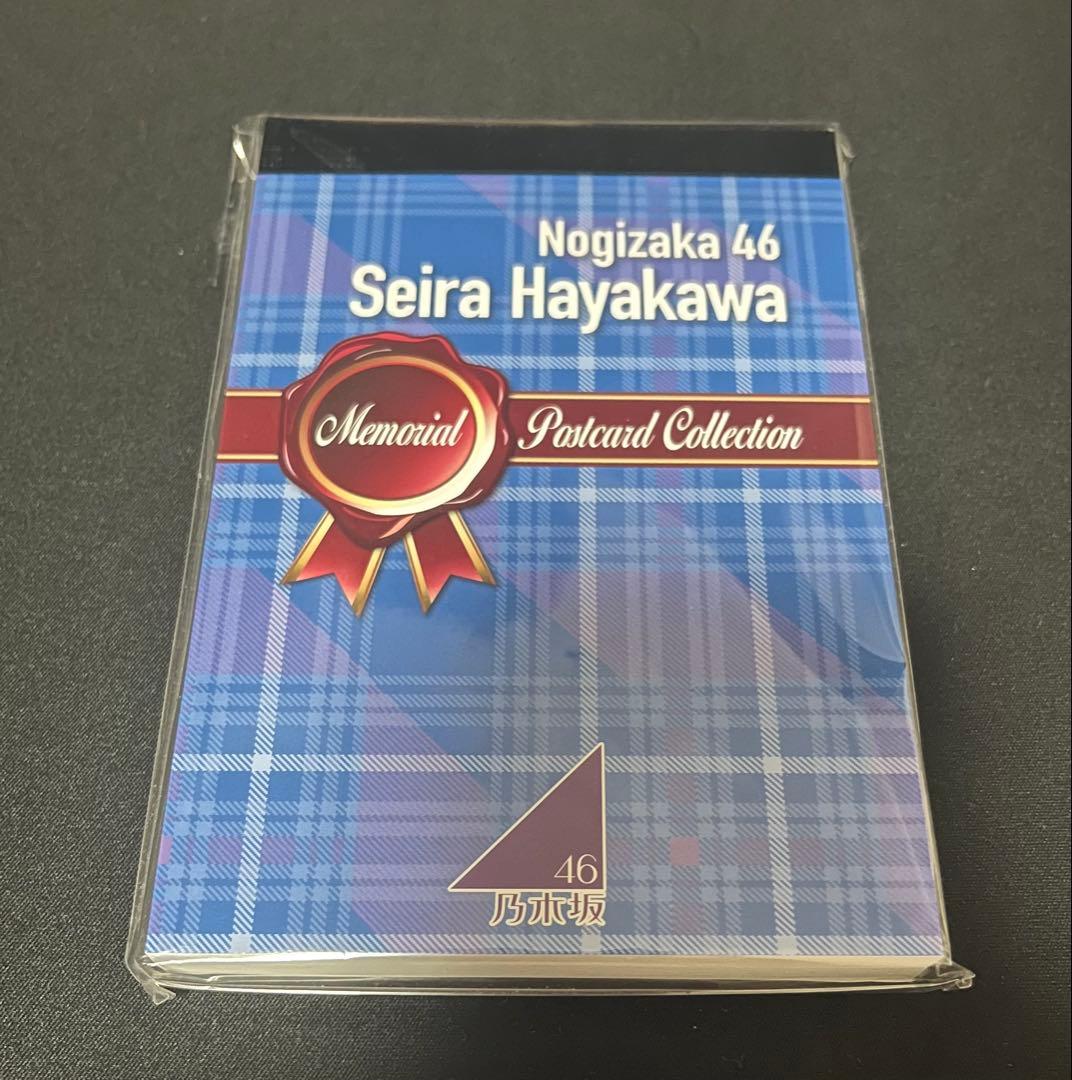 Nogizaka 46
Seira Hayakawa
Memorial Postcard Collection
46
乃木坂